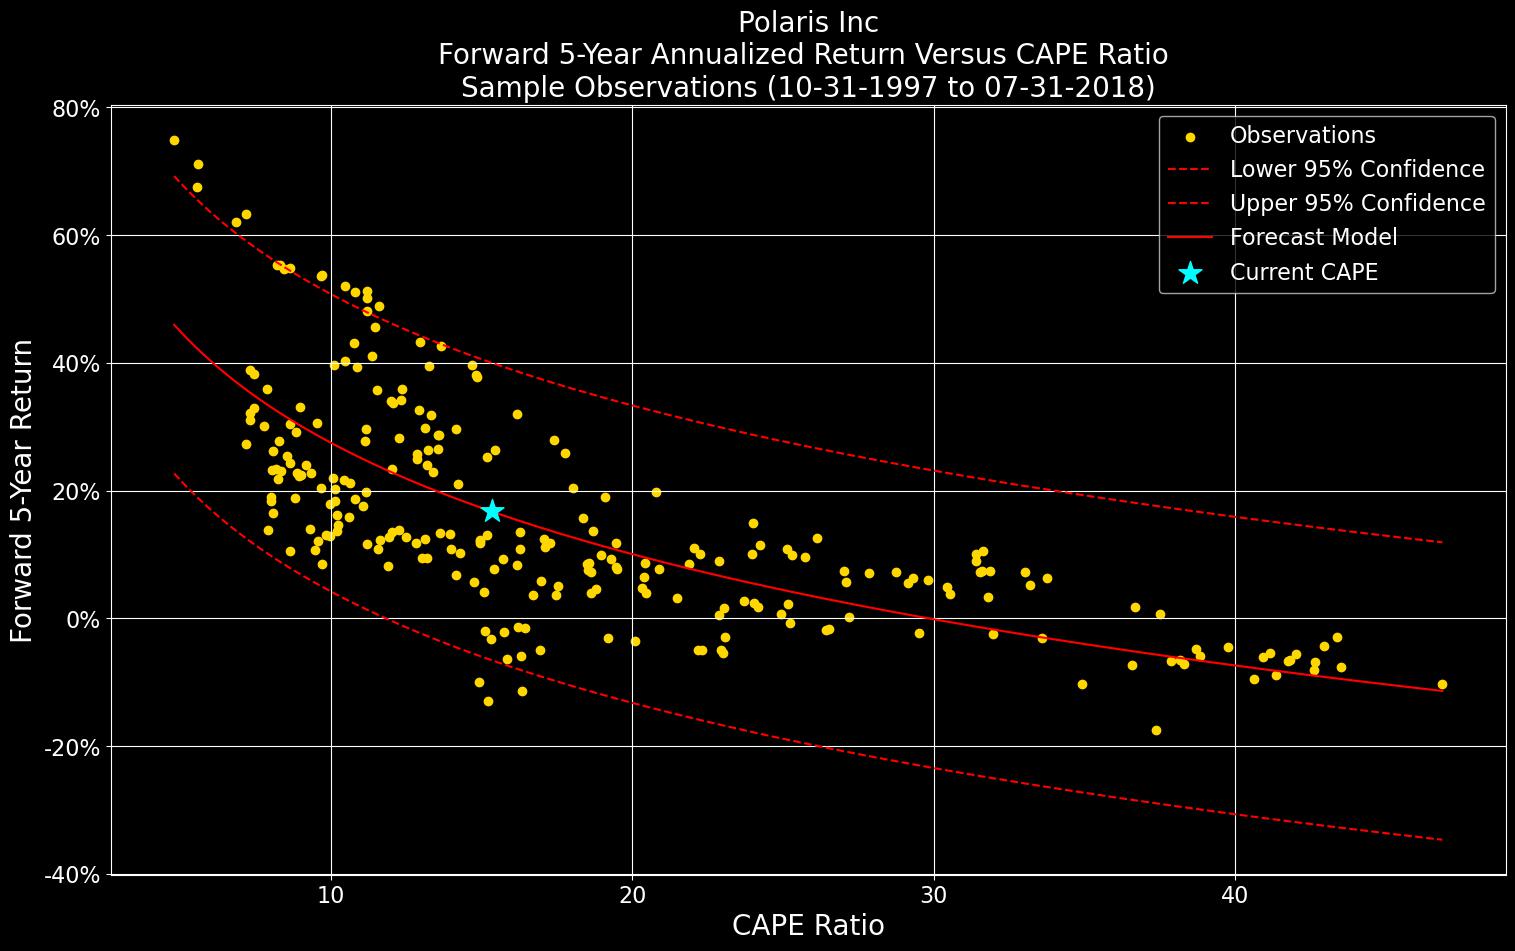 Polaris Inc
Forward 5-Year Annualized Return Versus CAPE Ratio
Sample Observations (10-31-1997 to 07-31-2018)
80%
60%
40%
20%
0%
-20%
-40%
Forward 5-Year Return
Observations
Lower 95% Confidence
Upper 95% Confidence
Forecast Model
Current CAPE
10 20 30 40
CAPE Ratio